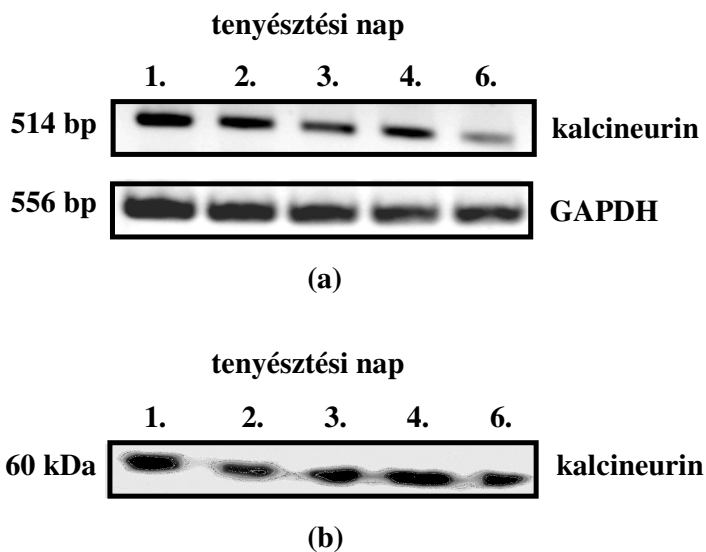 tenyésztési nap
1. 2. 3. 4. 6.
514 bp kalcineurin
556 bp GAPDH
(a)
tenyésztési nap
1. 2. 3. 4. 6.
60 kDa kalcineurin
(b)